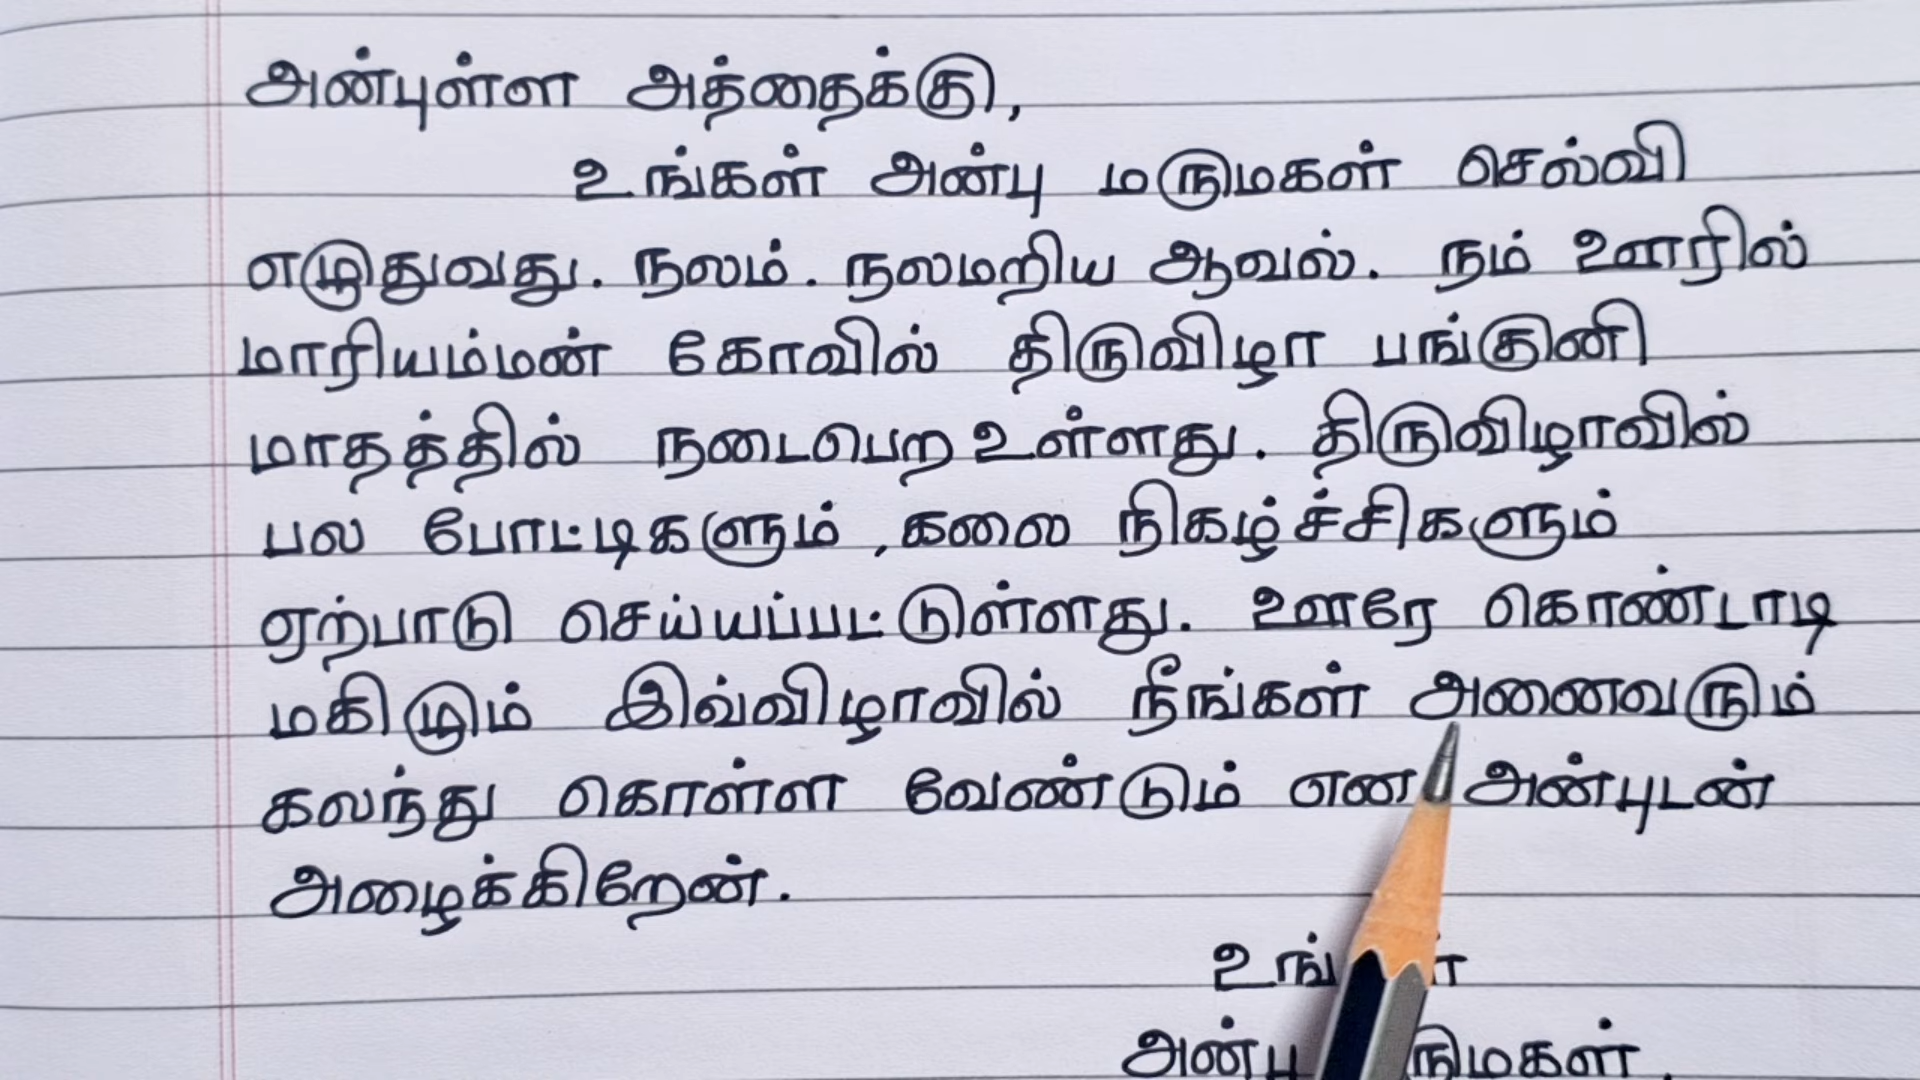 அன்புள்ள அத்தைக்கு,
உங்கள் அன்பு மருமகள் செல்வி
எழுதுவது. நலம். நலமறிய ஆவல். நம் ஊரில்
மாரியம்மன் கோவில் திருவிழா பங்குனி
மாதத்தில் நடைபெற உள்ளது. திருவிழாவில்
பல போட்டிகளும், கலை நிகழ்ச்சிகளும்
ஏற்பாடு செய்யப்பட்டுள்ளது. ஊரே கொண்டாடி
மகிழும் இவ்விழாவில் நீங்கள் அனைவரும்
கலந்து கொள்ள வேண்டும் என அன்புடன்
அழைக்கிறேன்.
அன்பு